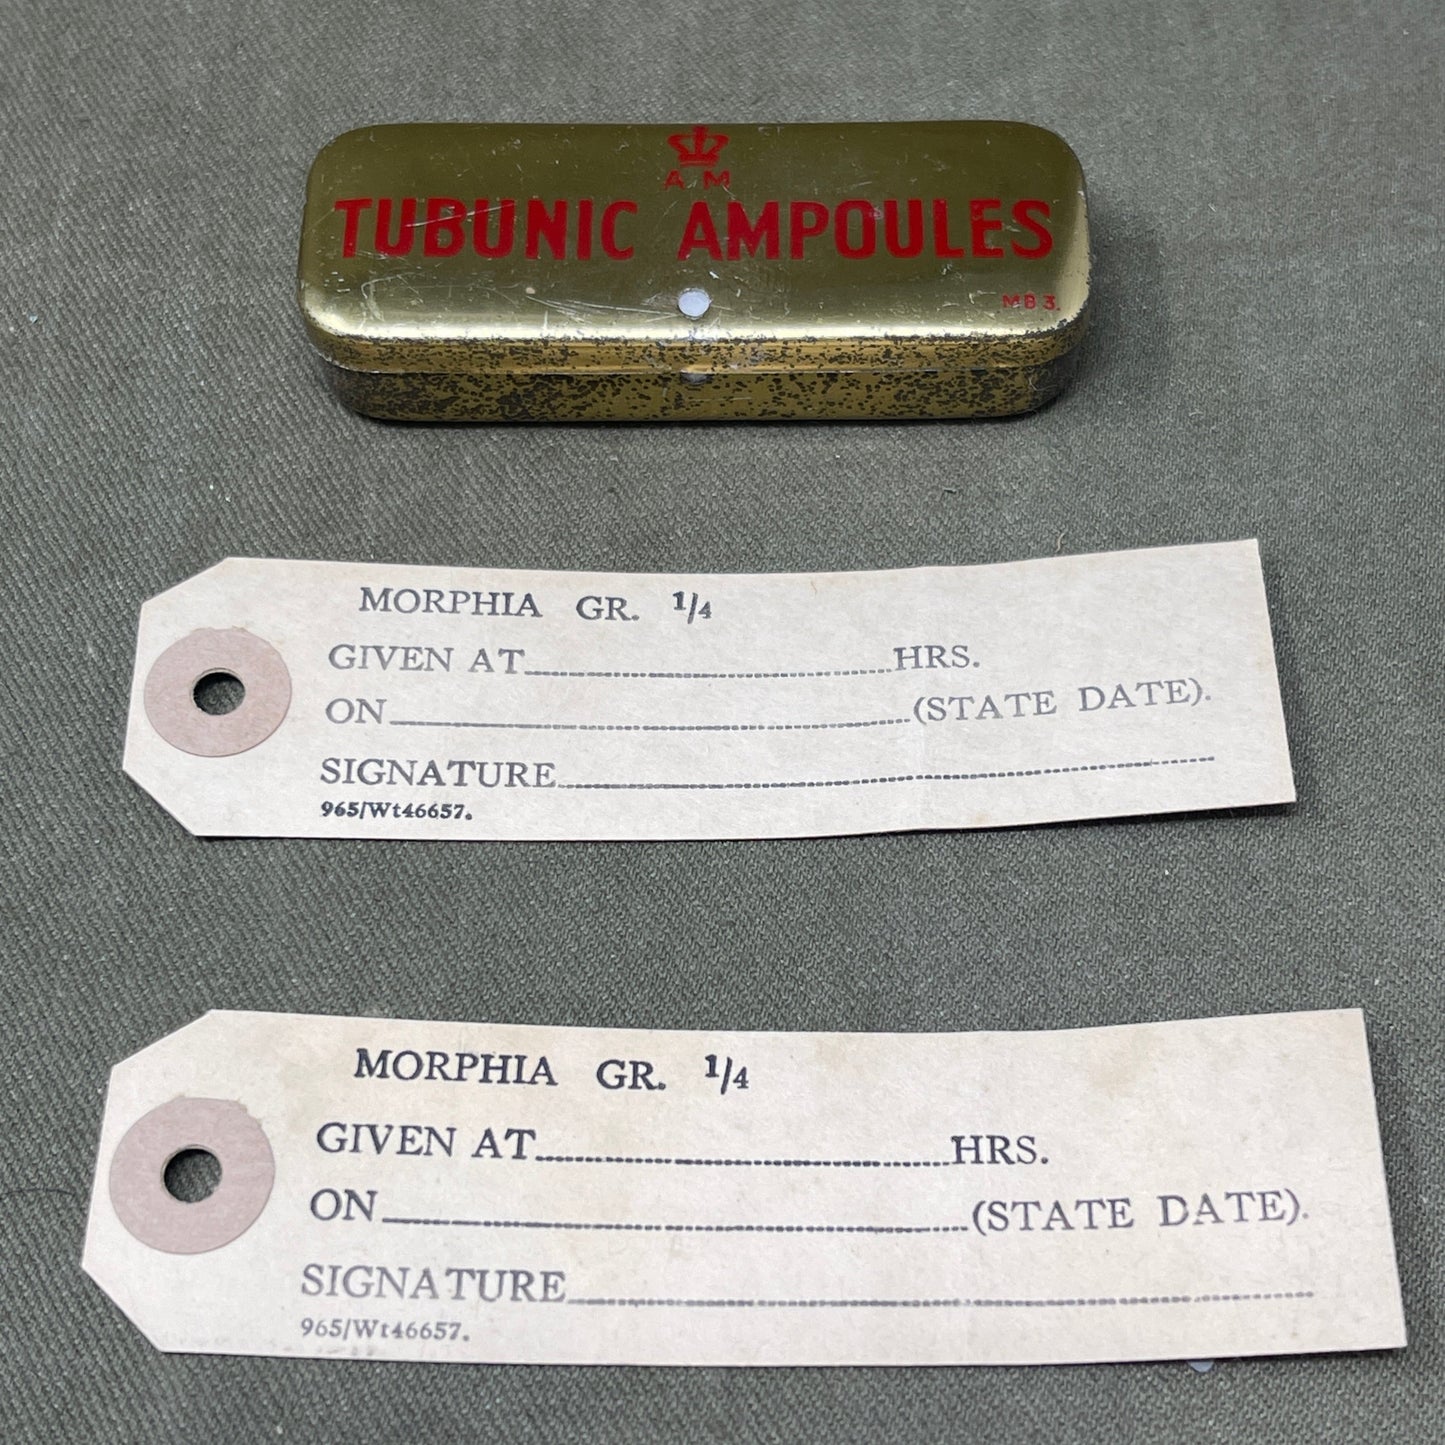 A M
TUBUNIC AMPOULES
MB 3.
MORPHIA GR. 1/4
GIVEN AT........................HRS.
ON........................(STATE DATE).
SIGNATURE........................
965/Wt46657.
MORPHIA GR. 1/4
GIVEN AT........................HRS.
ON........................(STATE DATE).
SIGNATURE........................
965/Wt46657.